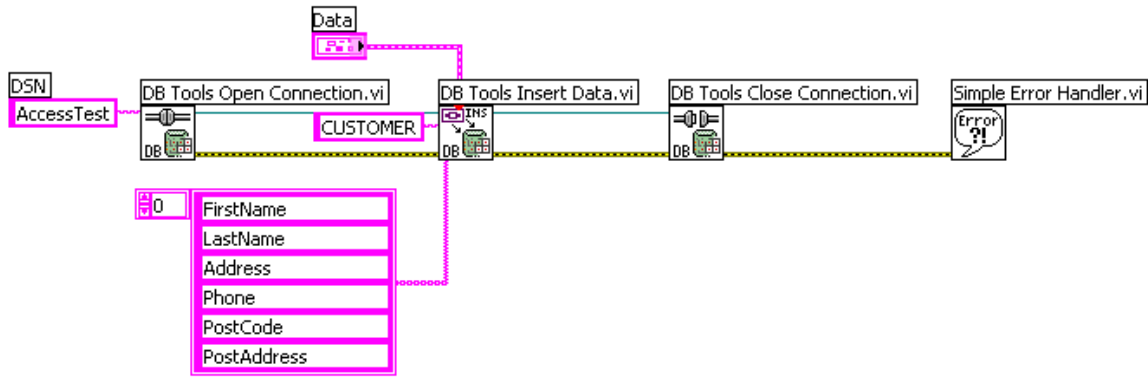 Data
DSN
AccessTest
DB Tools Open Connection.vi
DB
CUSTOMER
DB Tools Insert Data.vi
INS
DB
DB Tools Close Connection.vi
DB
Simple Error Handler.vi
Error
?!
0
FirstName
LastName
Address
Phone
PostCode
PostAddress